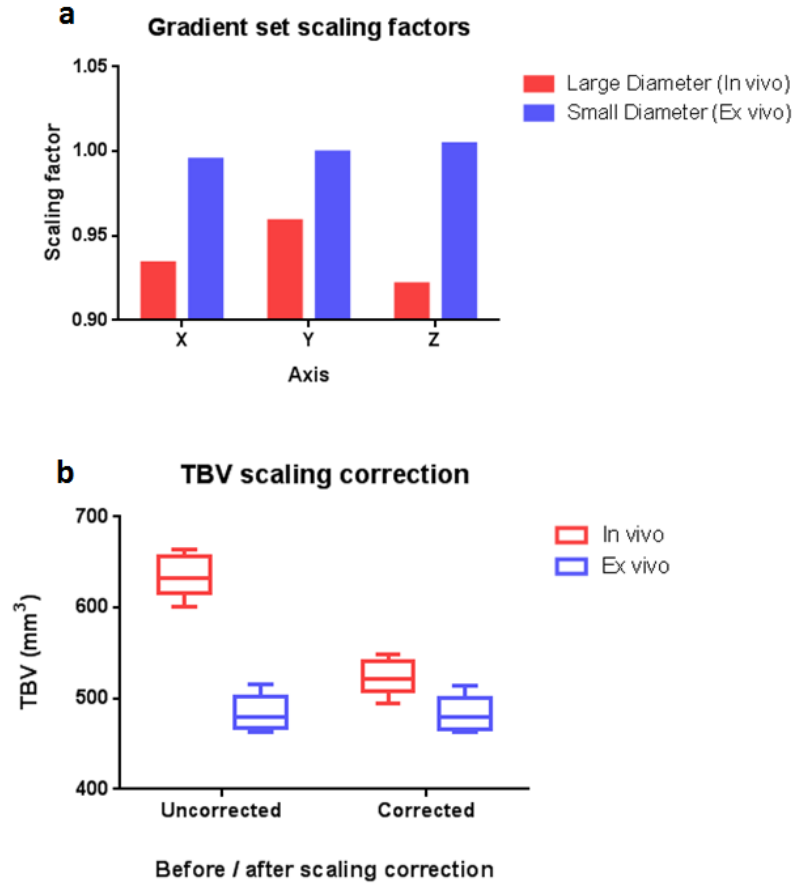 a
Gradient set scaling factors
1.05
1.00
0.95
0.90
Scaling factor
X
Y
Z
Axis
Large Diameter (In vivo)
Small Diameter (Ex vivo)
b
TBV scaling correction
700
600
500
400
TBV (mm³)
Uncorrected
Corrected
Before / after scaling correction
In vivo
Ex vivo